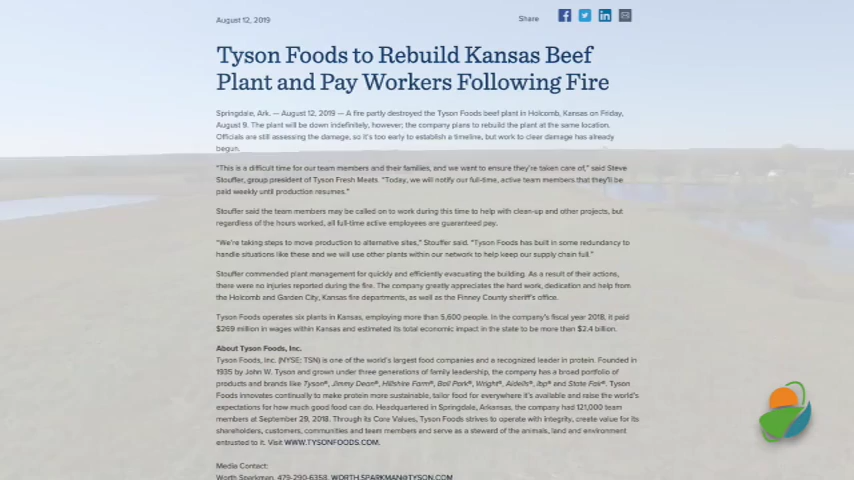 August 12, 2019
Share
Tyson Foods to Rebuild Kansas Beef
Plant and Pay Workers Following Fire
Springdale, Ark. — August 12, 2019 — A fire partly destroyed the Tyson Foods beef plant in Holcomb, Kansas on Friday,
August 9. The plant will be down indefinitely, however, the company plans to rebuild the plant at the same location.
Officials are still assessing the damage, so it's too early to establish a timeline, but work to clear damage has already
begun.
"This is a difficult time for our team members and their families, and we want to ensure they're taken care of," said Steve
Stouffer, group president of Tyson Fresh Meats. "Today, we will notify our full-time, active team members that they'll be
paid weekly until production resumes."
Stouffer said the team members may be called on to work during this time to help with clean-up and other projects, but
regardless of the hours worked, all full-time active employees are guaranteed pay.
"We're taking steps to move production to alternative sites," Stouffer said. "Tyson Foods has built in some redundancy to
handle situations like these and we will use other plants within our network to help keep our supply chain full."
Stouffer commended plant management for quickly and efficiently evacuating the building. As a result of their actions,
there were no injuries reported during the fire. The company greatly appreciates the hard work, dedication and help from
the Holcomb and Garden City, Kansas fire departments, as well as the Finney County sheriff's office.
Tyson Foods operates six plants in Kansas, employing more than 5,600 people. In the company's fiscal year 2018, it paid
$269 million in wages within Kansas and estimated its total economic impact in the state to be more than $2.4 billion.
About Tyson Foods, Inc.
Tyson Foods, Inc. (NYSE: TSN) is one of the world's largest food companies and a recognized leader in protein. Founded in
1935 by John W. Tyson and grown under three generations of family leadership, the company has a broad portfolio of
products and brands like Tyson®, Jimmy Dean®, Hillshire Farm®, Ball Park®, Wright®, Aidells®, ibp® and State Fair®. Tyson
Foods innovates continually to make protein more sustainable, tailor food for everywhere it's available and raise the world's
expectations for how much good food can do. Headquartered in Springdale, Arkansas, the company had 121,000 team
members at September 29, 2018. Through its Core Values, Tyson Foods strives to operate with integrity, create value for its
shareholders, customers, communities and team members and serve as a steward of the animals, land and environment
entrusted to it. Visit WWW.TYSONFOODS.COM.
Media Contact:
Worth Sparkman, 479-290-6358, WORTH.SPARKMAN@TYSON.COM